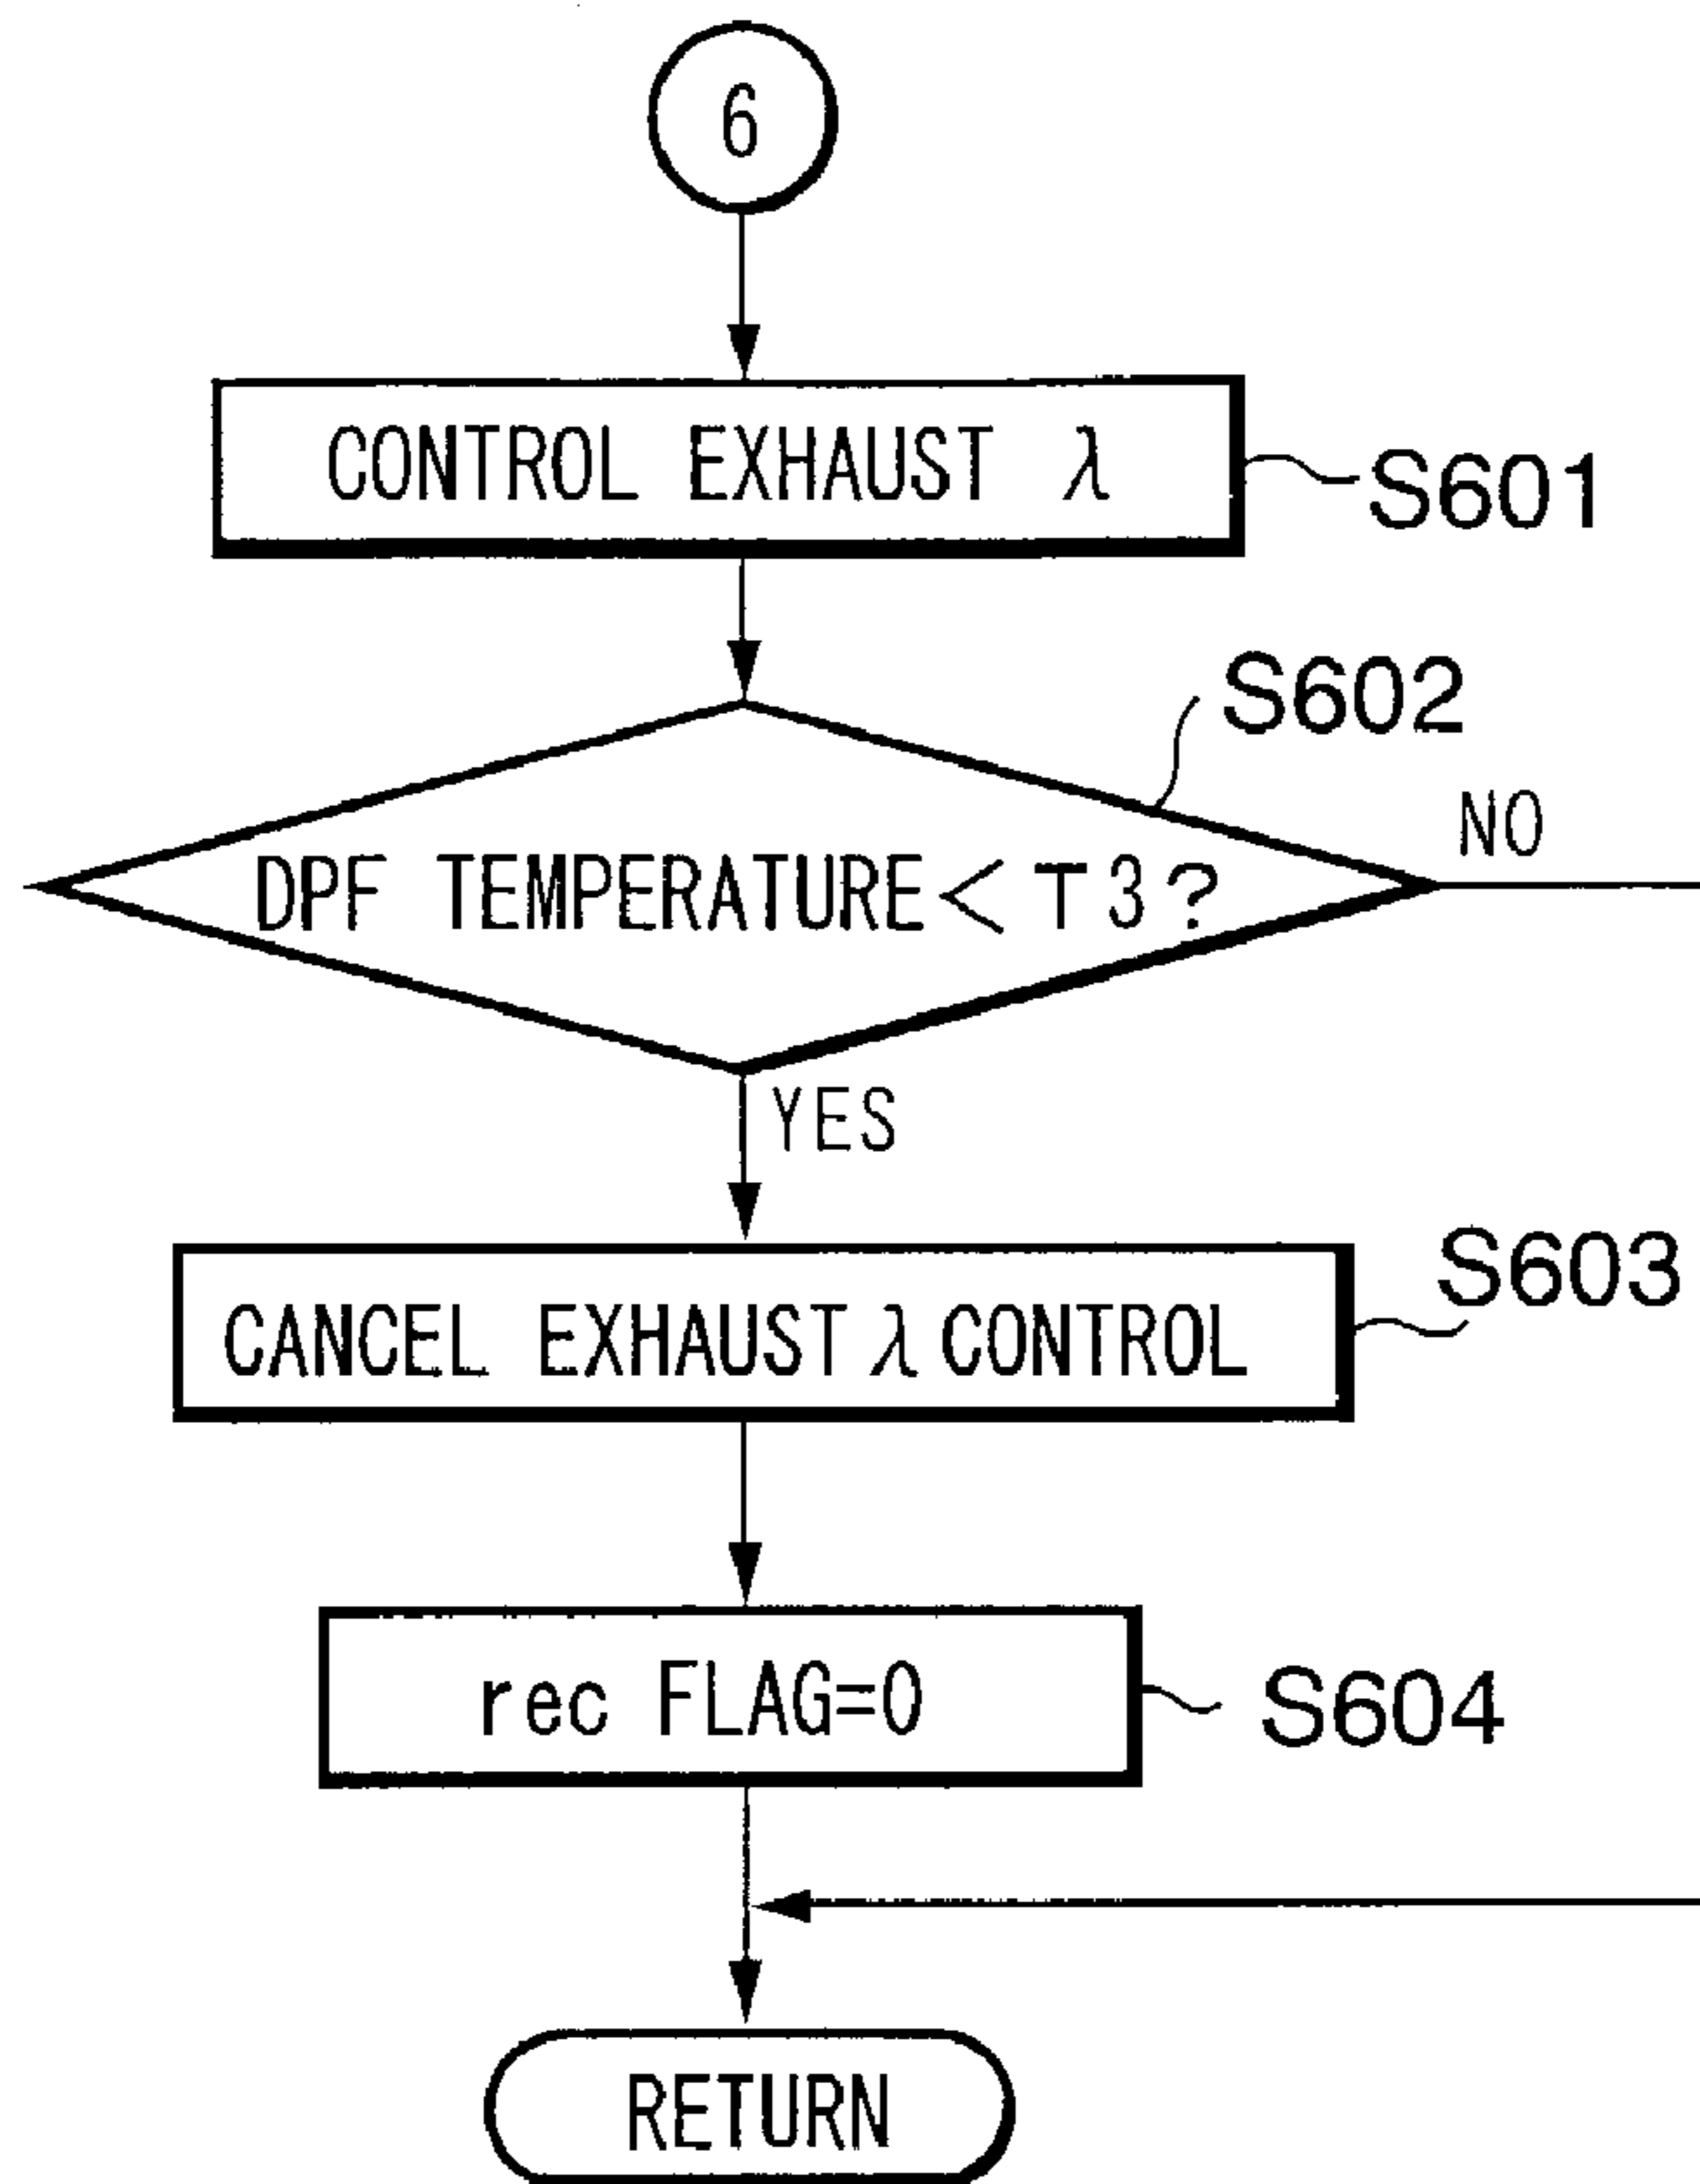 6
CONTROL EXHAUST λ
S601
S602
NO
DPF TEMPERATURE < T3?
YES
S603
CANCEL EXHAUST λ CONTROL
rec FLAG=0
S604
RETURN